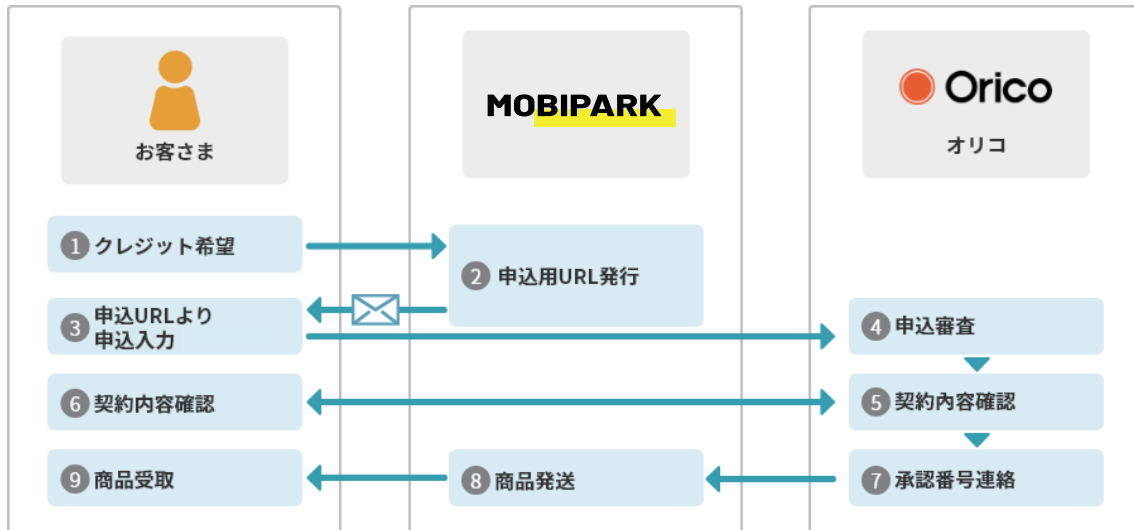 お客さま
MOBIPARK
Orico
オリコ
1 クレジット希望
2 申込用URL発行
3 申込URLより
申込入力
4 申込審査
6 契約内容確認
5 契約內容確認
9 商品受取
8 商品発送
7 承認番号連絡